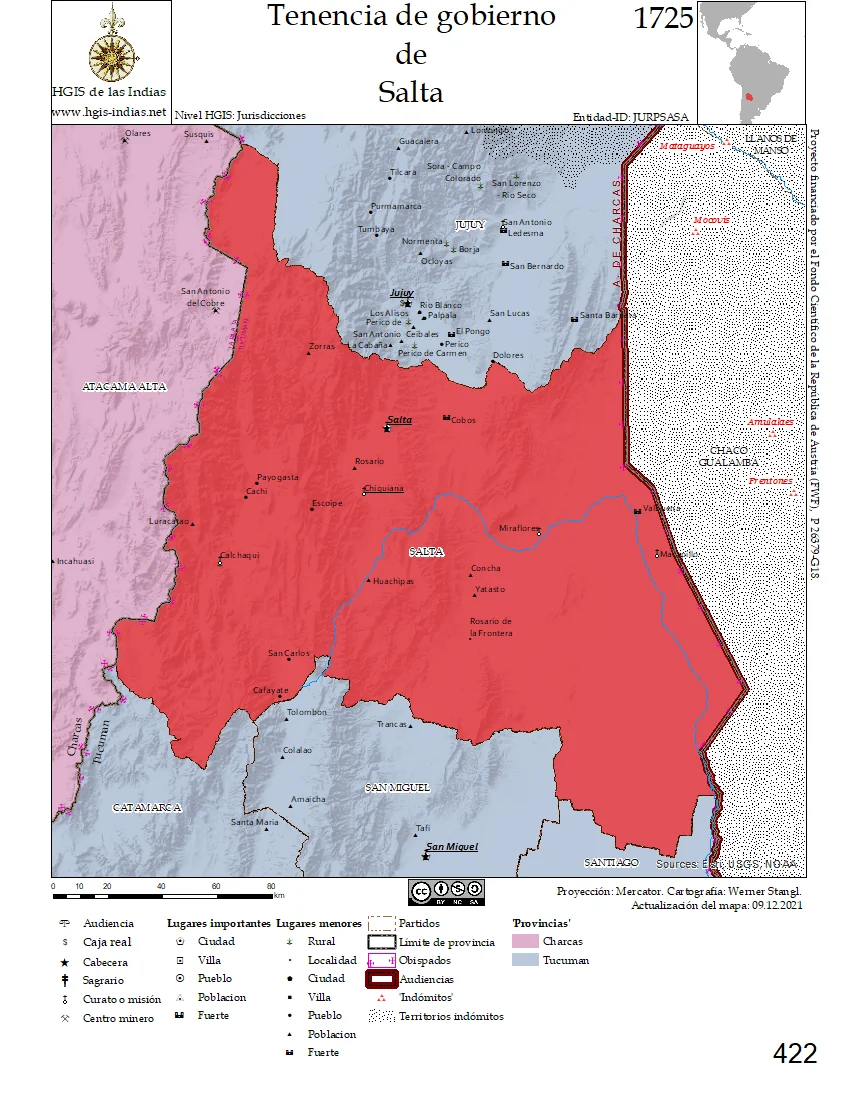 Tenencia de gobierno
de
Salta
1725
HGIS de las Indias
www.hgis-indias.net
Nivel HGIS: Jurisdicciones
Entidad-ID: JURPSASA
Olares
Susquis
Guacalera
LLANOS DE
MANSO
Mataguayos
Sora - Campo
Colorado
Tilcara
San Lorenzo
- Rio Seco
Purmamarca
JUJUY
San Antonio
Ledesma
Mocovis
Tumbaya
Normenta
Borja
Ocloyas
San Bernardo
A. DE CHARCAS
San Antonio
del Cobre
Jujuy
Rio Blanco
Los Alisos
Palpala
San Lucas
Perico de
San Antonio
Ceibales
El Pongo
La Cabaña
Perico
Perico de Carmen
Zorras
Dolores
ATACAMA ALTA
Salta
Cobos
Amulalaes
CHACO
GUALAMBA
Rosario
Payogasta
Chiquiana
Cachi
Frentones
Escoipe
Luracatao
Miraflores
Calchaqui
SALTA
Incahuasi
Concha
Huachipas
Yatasto
Rosario de
la Frontera
San Carlos
Cafayate
Tolombon
Trancas
Charcas
Tucuman
Colalao
SAN MIGUEL
CATAMARCA
Amaicha
Santa Maria
Tafi
San Miguel
SANTIAGO
Sources: Esri, USGS, NOAA
Proyecto financiado por el Fondo Científico de la República de Austria (FWF), P 26379-G18.
0 10 20 40 60 80
km
CC BY NC SA
Proyección: Mercator. Cartografía: Werner Stangl.
Actualización del mapa: 09.12.2021
Audiencia
Caja real
Cabecera
Sagrario
Curato o misión
Centro minero
Lugares importantes
Ciudad
Villa
Pueblo
Poblacion
Fuerte
Lugares menores
Rural
Localidad
Ciudad
Villa
Pueblo
Poblacion
Fuerte
Partidos
Límite de provincia
Obispados
Audiencias
'Indómitos'
Territorios indómitos
'Provincias'
Charcas
Tucuman
422